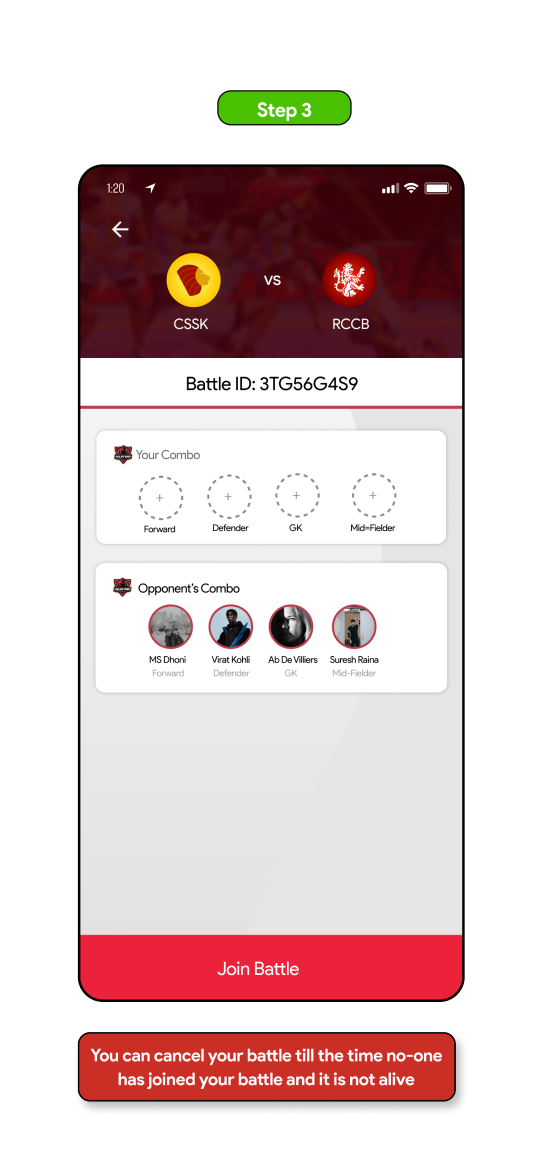 Step 3
1:20
CSSK
VS
RCCB
Battle ID: 3TG56G4S9
Your Combo
+ + + +
Forward Defender GK Mid=Fielder
Opponent's Combo
MS Dhoni Virat Kohli Ab De Villiers Suresh Raina
Forward Defender GK Mid-Fielder
Join Battle
You can cancel your battle till the time no-one
has joined your battle and it is not alive